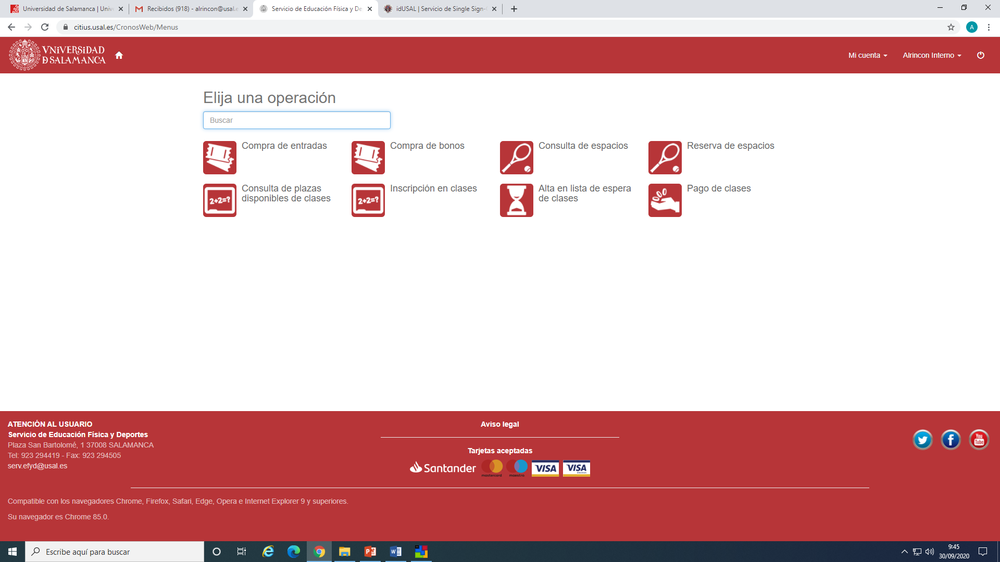 Universidad de Salamanca | Unive
Recibidos (918) - alrincon@usal.e
Servicio de Educación Física y De
idUSAL | Servicio de Single Sign-
citius.usal.es/CronosWeb/Menus
A
VNiVERSiDAD
D SALAMANCA
Mi cuenta
Alrincon Interno
Elija una operación
Buscar
Compra de entradas
Compra de bonos
Consulta de espacios
Reserva de espacios
2+2=?
Consulta de plazas
disponibles de clases
2+2=?
Inscripción en clases
Alta en lista de espera
de clases
Pago de clases
ATENCIÓN AL USUARIO
Servicio de Educación Física y Deportes
Plaza San Bartolomé, 1 37008 SALAMANCA
Tel: 923 294419 - Fax: 923 294505
serv.efyd@usal.es
Aviso legal
Tarjetas aceptadas
Santander
mastercard
maestro
VISA
VISA
Electron
You
Tube
Compatible con los navegadores Chrome, Firefox, Safari, Edge, Opera e Internet Explorer 9 y superiores.
Su navegador es Chrome 85.0.
Escribe aquí para buscar
9:45
30/09/2020